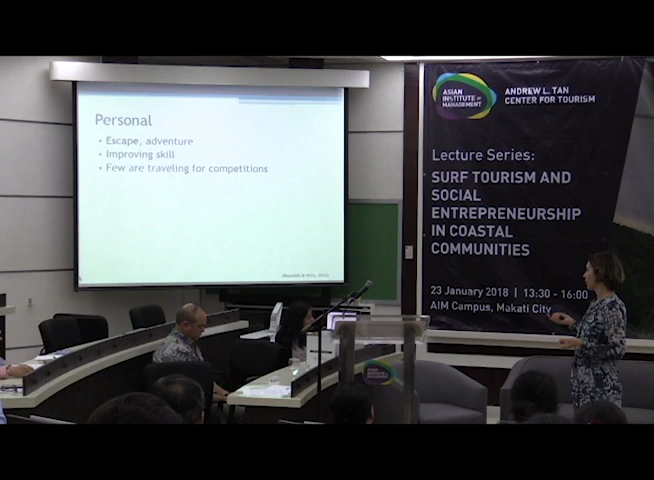 Personal
• Escape, adventure
• Improving skill
• Few are traveling for competitions
ASIAN
INSTITUTE OF
MANAGEMENT
ANDREW L. TAN
CENTER FOR TOURISM
Lecture Series:
SURF TOURISM AND
SOCIAL
ENTREPRENEURSHIP
IN COASTAL
COMMUNITIES
23 January 2018 | 13:30 - 16:00
AIM Campus, Makati City